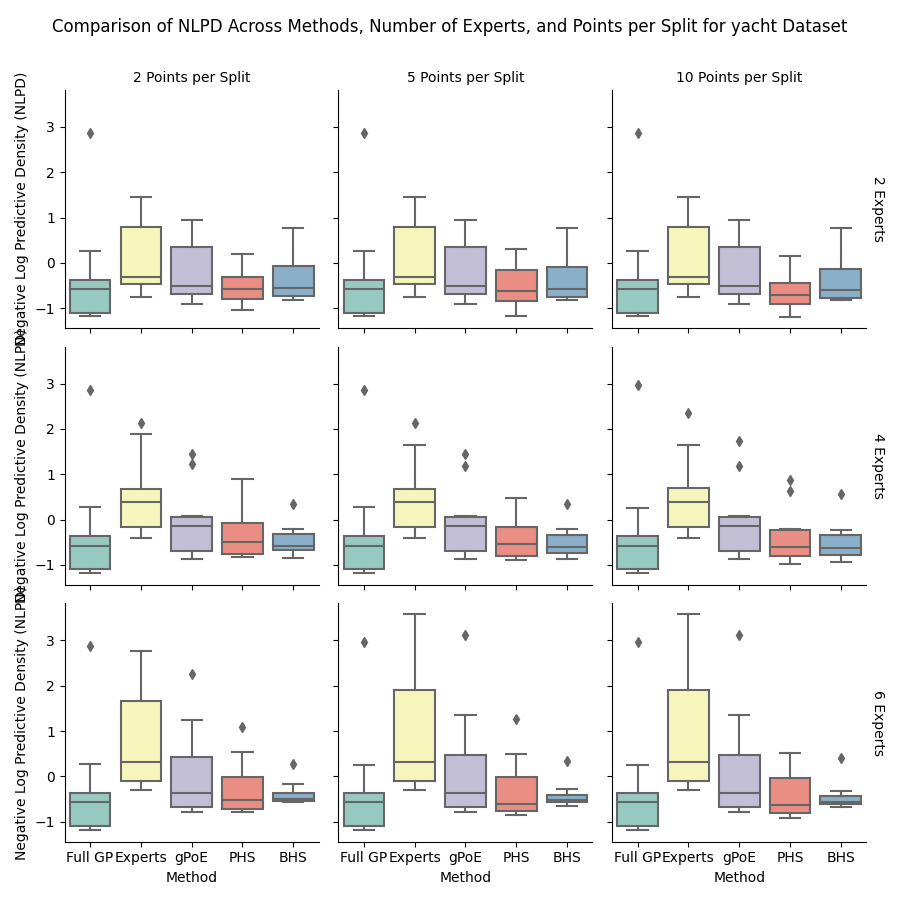 Comparison of NLPD Across Methods, Number of Experts, and Points per Split for yacht Dataset
2 Points per Split
5 Points per Split
10 Points per Split
Negative Log Predictive Density (NLPD)
3
2
1
0
−1
2 Experts
Negative Log Predictive Density (NLPD)
3
2
1
0
−1
4 Experts
Negative Log Predictive Density (NLPD)
3
2
1
0
−1
6 Experts
Full GP Experts gPoE PHS BHS
Full GP Experts gPoE PHS BHS
Full GP Experts gPoE PHS BHS
Method
Method
Method